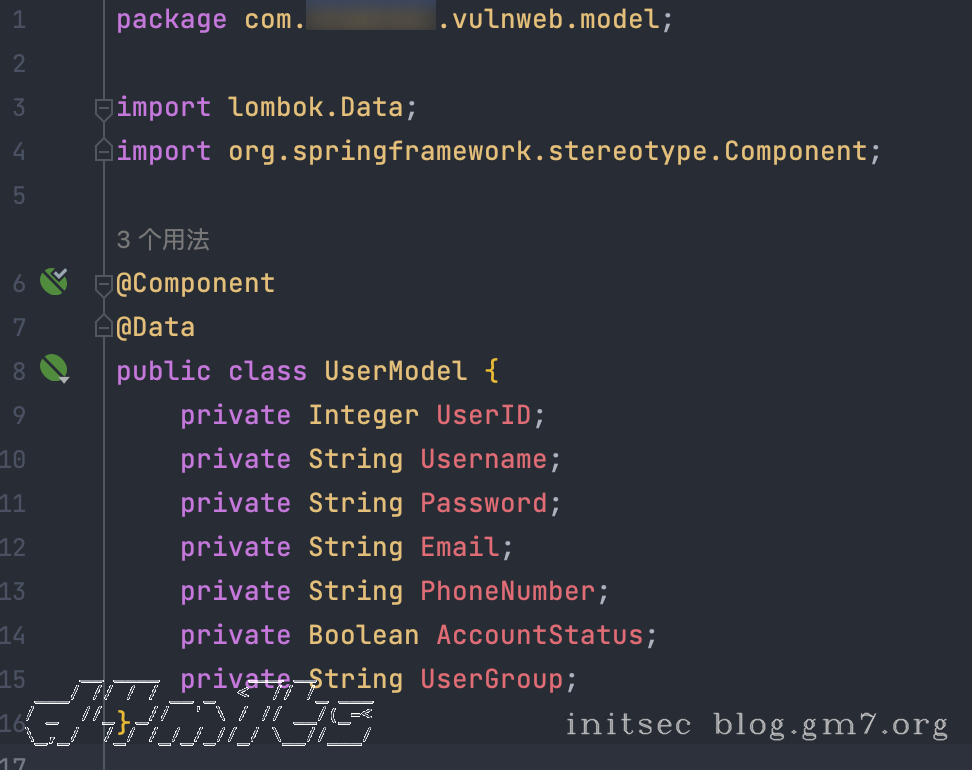 1 package com. .vulnweb.model;
2
3 import lombok.Data;
4 import org.springframework.stereotype.Component;
5
3 个用法
6 @Component
7 @Data
8 public class UserModel {
9 private Integer UserID;
10 private String Username;
11 private String Password;
12 private String Email;
13 private String PhoneNumber;
14 private Boolean AccountStatus;
15 private String UserGroup;
16 }
initsec blog.gm7.org
17